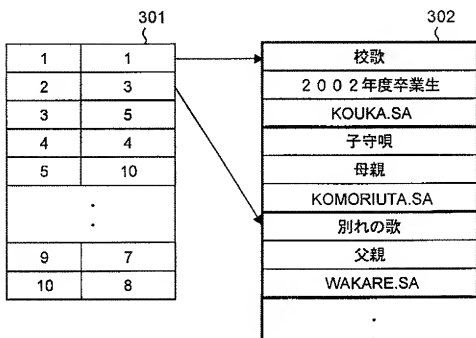 301
1 1
2 3
3 5
4 4
5 10
・
・
9 7
10 8
302
校歌
２００２年度卒業生
KOUKA.SA
子守唄
母親
KOMORIUTA.SA
別れの歌
父親
WAKARE.SA
・